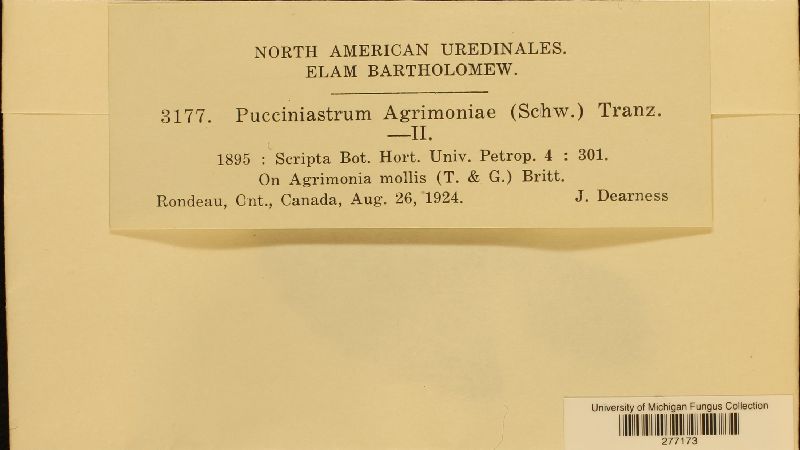 NORTH AMERICAN UREDINALES.
ELAM BARTHOLOMEW.
3177. Pucciniastrum Agrimoniae (Schw.) Tranz.
—II.
1895 : Scripta Bot. Hort. Univ. Petrop. 4 : 301.
On Agrimonia mollis (T. & G.) Britt.
Rondeau, Ont., Canada, Aug. 26, 1924. J. Dearness
University of Michigan Fungus Collection
277173